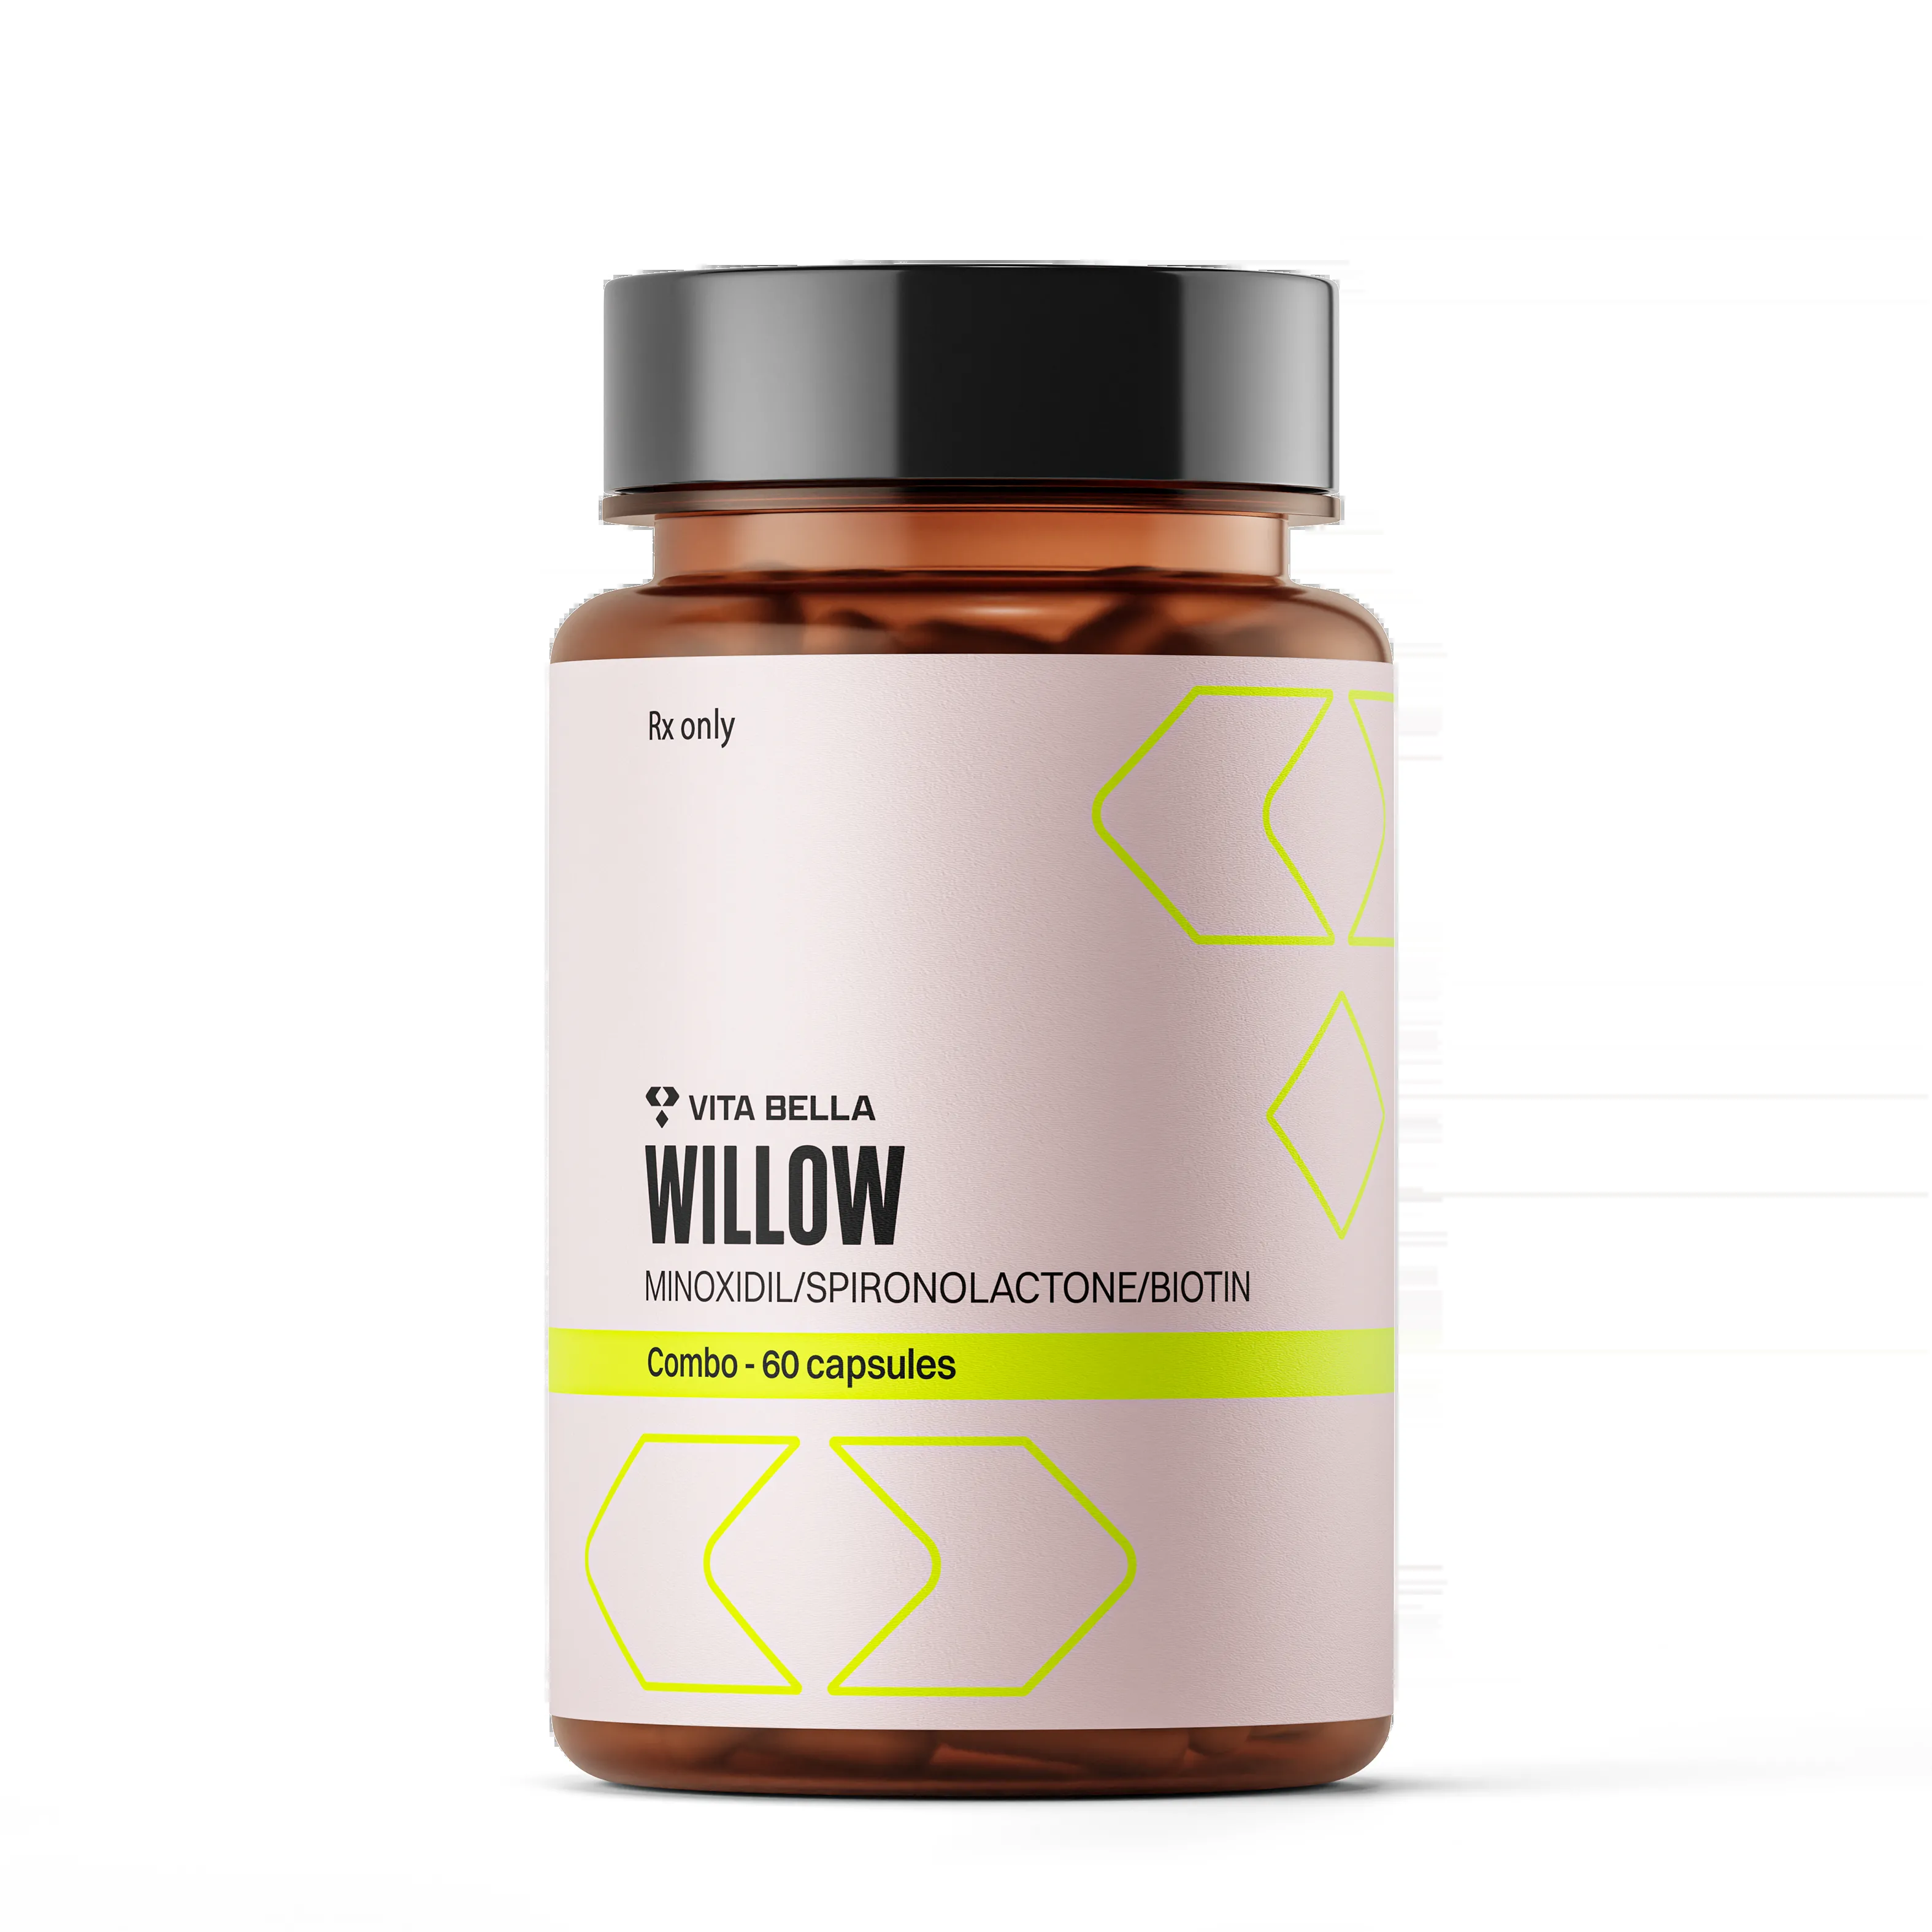 Rx only
VITA BELLA
WILLOW
MINOXIDIL/SPIRONOLACTONE/BIOTIN
Combo - 60 capsules